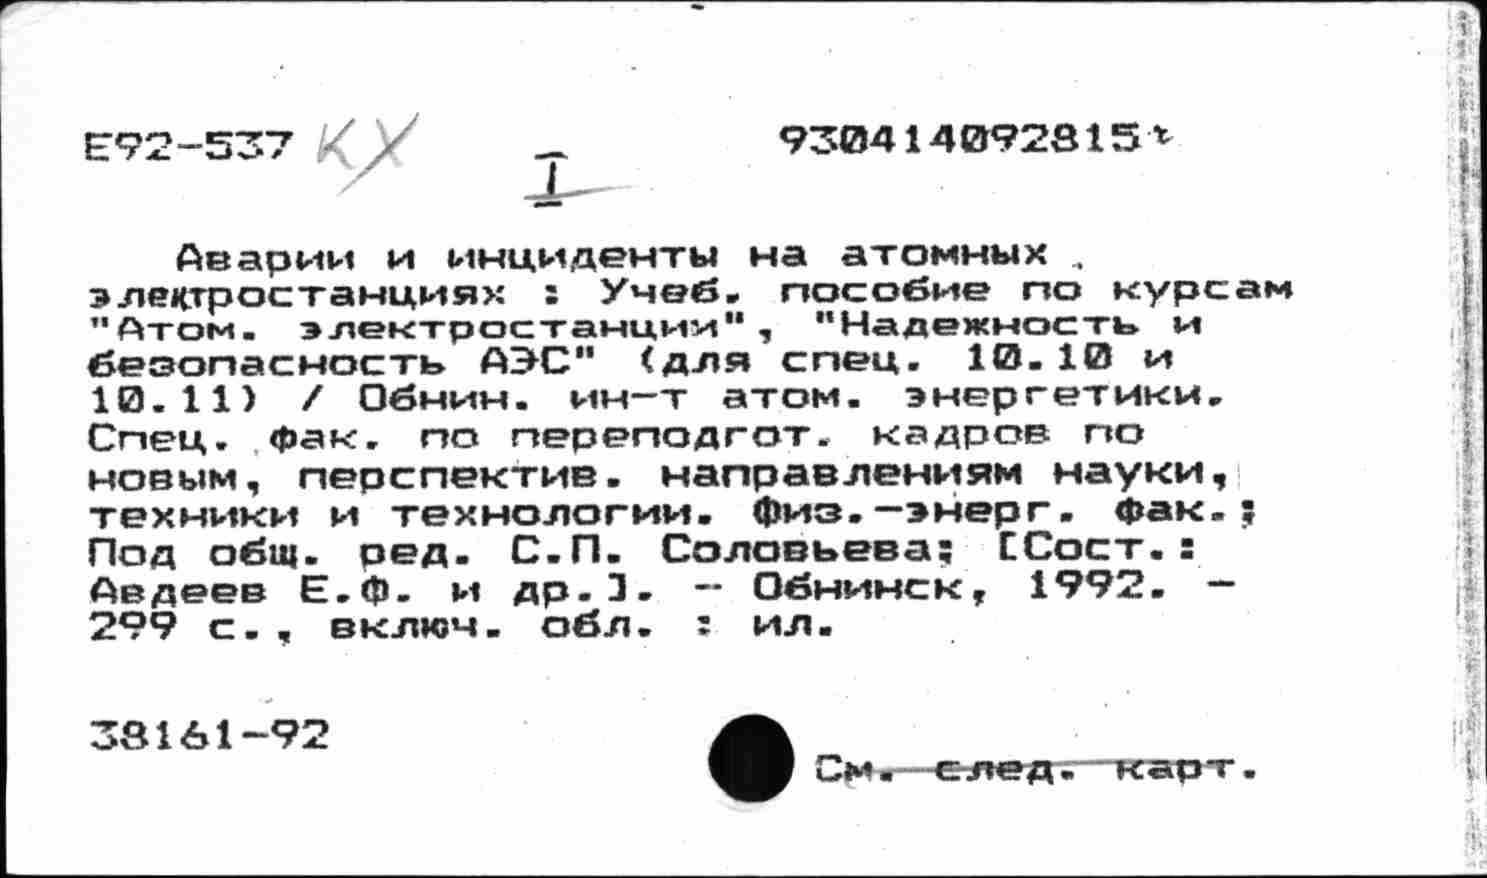 Е92-537 КХ 930414092815
I
Аварии и инциденты на атомных
электростанциях : Учеб. пособие по курсам
"Атом. электростанции", "Надежность и
безопасность АЭС" (для спец. 10.10 и
10.11) / Обнин. ин-т атом. энергетики.
Спец. фак. по переподгот. кадров по
новым, перспектив. направлениям науки,
техники и технологии. Физ.-энерг. фак.;
Под общ. ред. С.П. Соловьева; [Сост.:
Авдеев Е.Ф. и др.]. - Обнинск, 1992. -
299 с., включ. обл. : ил.
38161-92
См. след. карт.